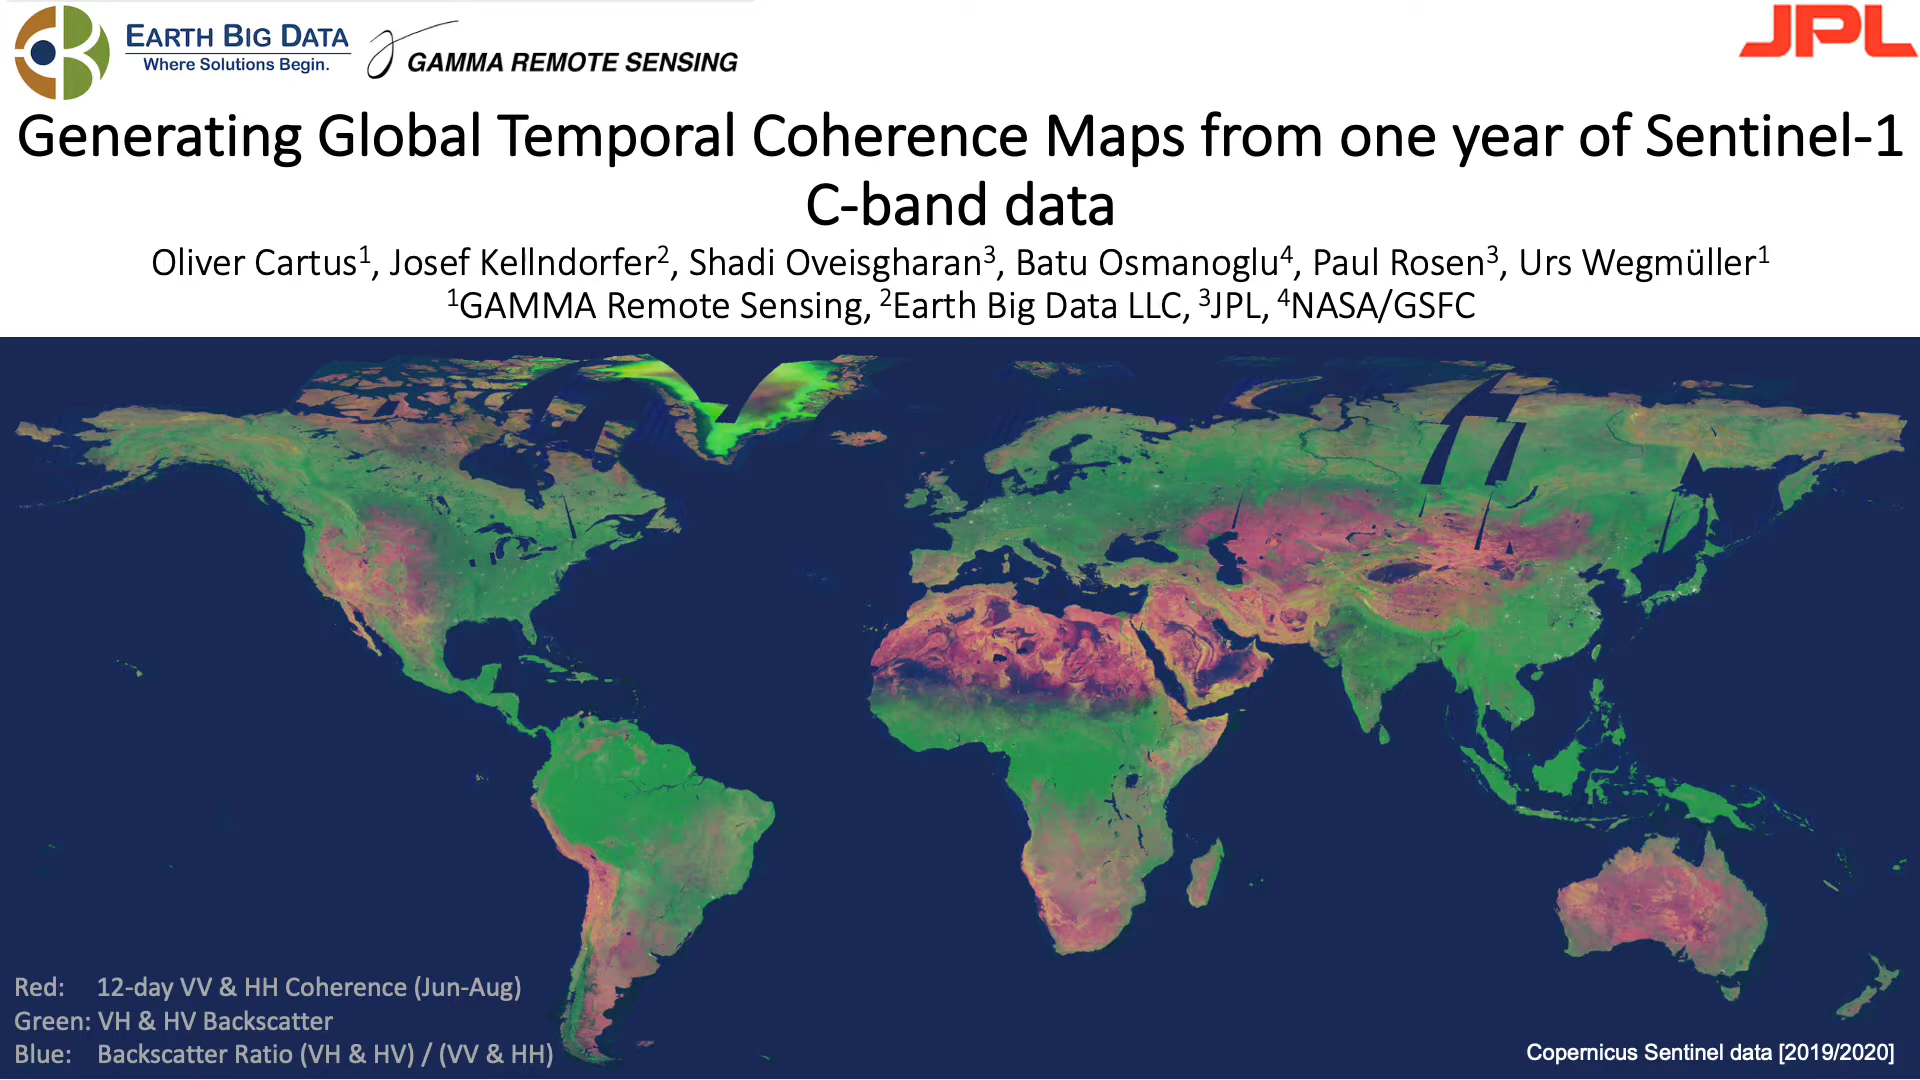 EARTH BIG DATA
Where Solutions Begin.
GAMMA REMOTE SENSING
JPL
Generating Global Temporal Coherence Maps from one year of Sentinel-1
C-band data
Oliver Cartus¹, Josef Kellndorfer², Shadi Oveisgharan³, Batu Osmanoglu⁴, Paul Rosen³, Urs Wegmüller¹
¹GAMMA Remote Sensing, ²Earth Big Data LLC, ³JPL, ⁴NASA/GSFC
Red: 12-day VV & HH Coherence (Jun-Aug)
Green: VH & HV Backscatter
Blue: Backscatter Ratio (VH & HV) / (VV & HH)
Copernicus Sentinel data [2019/2020]